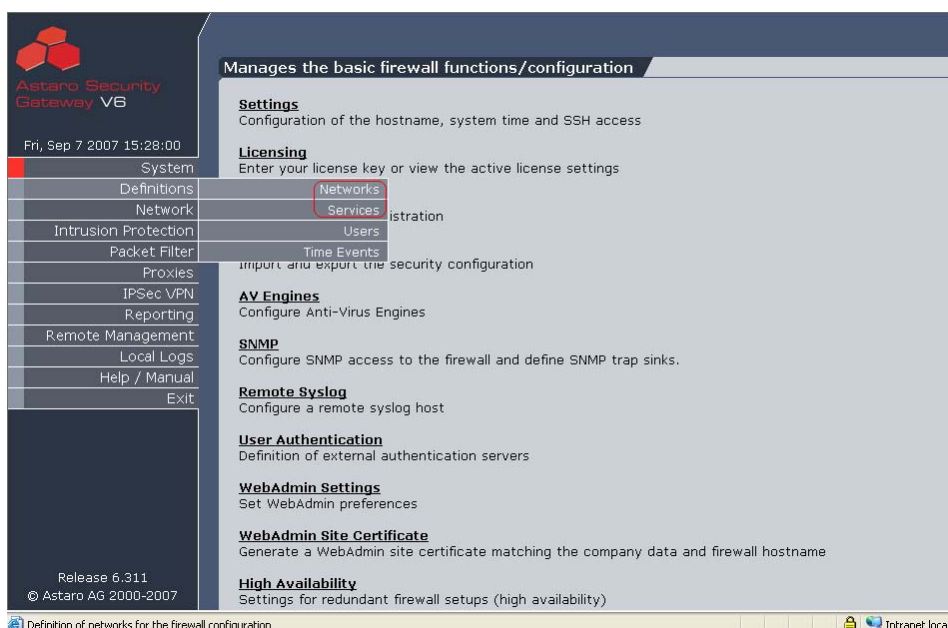 Astaro Security
Gateway V6
Fri, Sep 7 2007 15:28:00
System
Definitions
Network
Intrusion Protection
Packet Filter
Proxies
IPSec VPN
Reporting
Remote Management
Local Logs
Help / Manual
Exit
Release 6.311
© Astaro AG 2000-2007
Networks
Services
Users
Time Events
Manages the basic firewall functions/configuration
Settings
Configuration of the hostname, system time and SSH access
Licensing
Enter your license key or view the active license settings
istration
Import and export the security configuration
AV Engines
Configure Anti-Virus Engines
SNMP
Configure SNMP access to the firewall and define SNMP trap sinks.
Remote Syslog
Configure a remote syslog host
User Authentication
Definition of external authentication servers
WebAdmin Settings
Set WebAdmin preferences
WebAdmin Site Certificate
Generate a WebAdmin site certificate matching the company data and firewall hostname
High Availability
Settings for redundant firewall setups (high availability)
Definition of networks for the firewall configuration
Intranet loca